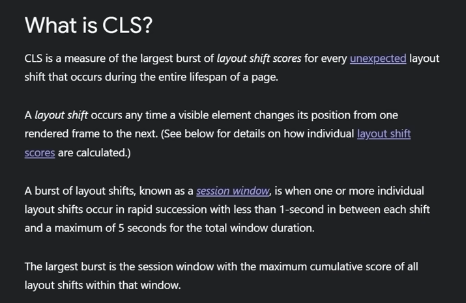 What is CLS?
CLS is a measure of the largest burst of layout shift scores for every unexpected layout
shift that occurs during the entire lifespan of a page.
A layout shift occurs any time a visible element changes its position from one
rendered frame to the next. (See below for details on how individual layout shift
scores are calculated.)
A burst of layout shifts, known as a session window, is when one or more individual
layout shifts occur in rapid succession with less than 1-second in between each shift
and a maximum of 5 seconds for the total window duration.
The largest burst is the session window with the maximum cumulative score of all
layout shifts within that window.